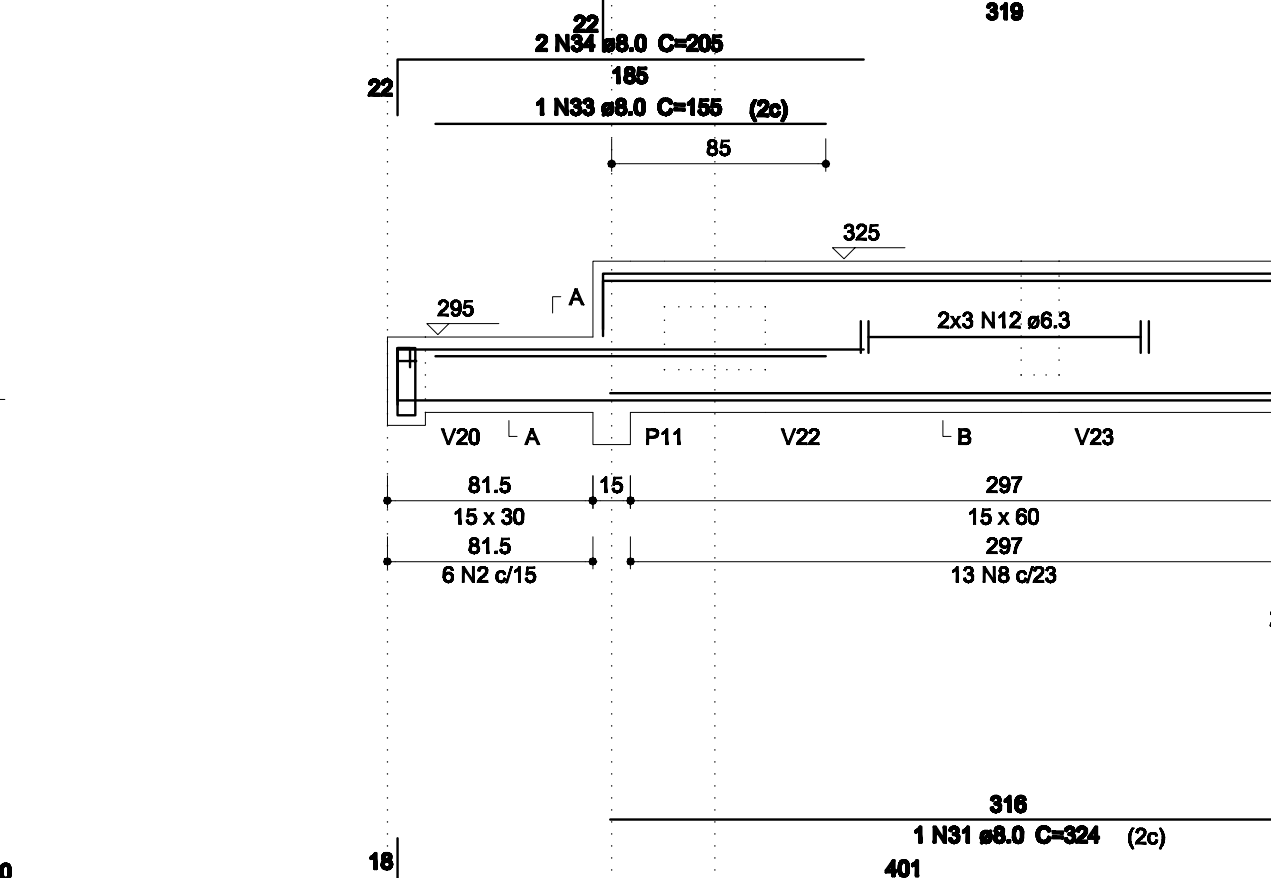 319
22
2 N34 ø8.0 C=205
185
22
1 N33 ø8.0 C=155 (2c)
85
325
A
295
2x3 N12 ø6.3
V20 A P11 V22 B V23
81.5 15 297
15 x 30 15 x 60
81.5 297
6 N2 c/15 13 N8 c/23
316
1 N31 ø8.0 C=324 (2c)
18
401
0